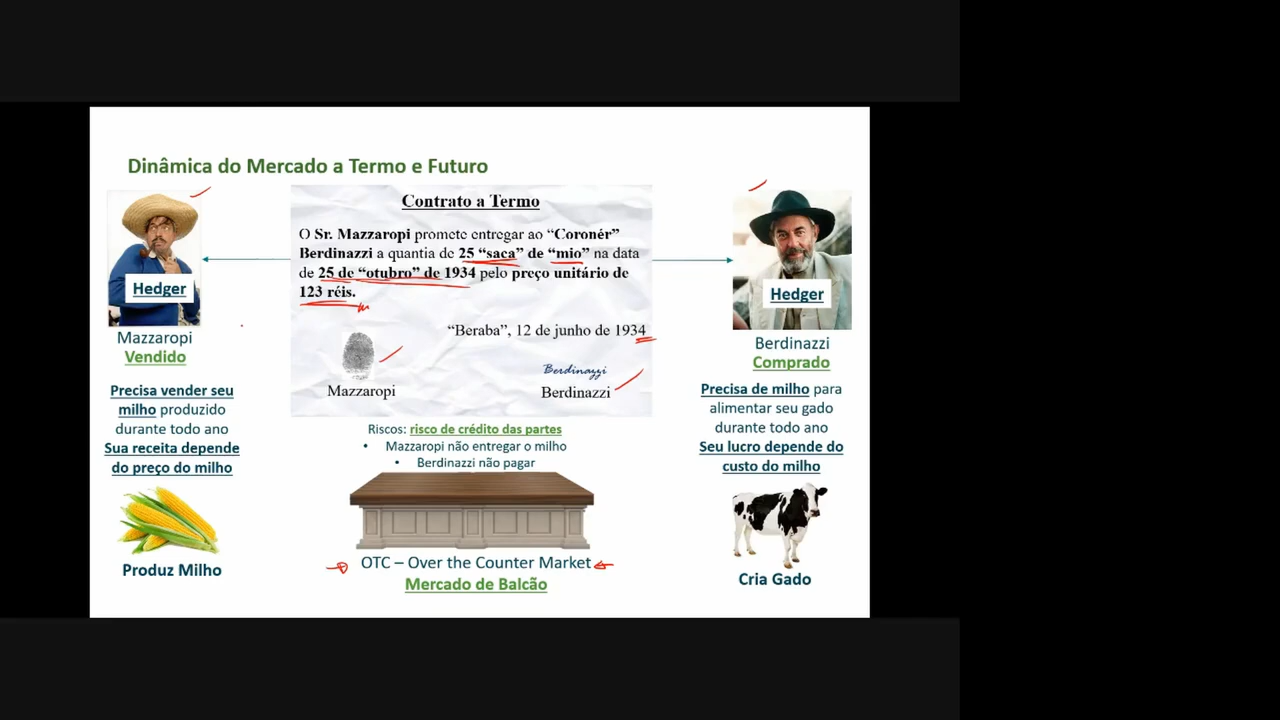 Dinâmica do Mercado a Termo e Futuro
Contrato a Termo
O Sr. Mazzaropi promete entregar ao “Coronér”
Berdinazzi a quantia de 25 “saca” de “mio” na data
de 25 de “otubro” de 1934 pelo preço unitário de
123 réis.
“Beraba”, 12 de junho de 1934
Mazzaropi
Berdinazzi
Berdinazzi
Hedger
Mazzaropi
Vendido
Precisa vender seu
milho produzido
durante todo ano
Sua receita depende
do preço do milho
Produz Milho
Riscos: risco de crédito das partes
• Mazzaropi não entregar o milho
• Berdinazzi não pagar
OTC – Over the Counter Market
Mercado de Balcão
Hedger
Berdinazzi
Comprado
Precisa de milho para
alimentar seu gado
durante todo ano
Seu lucro depende do
custo do milho
Cria Gado